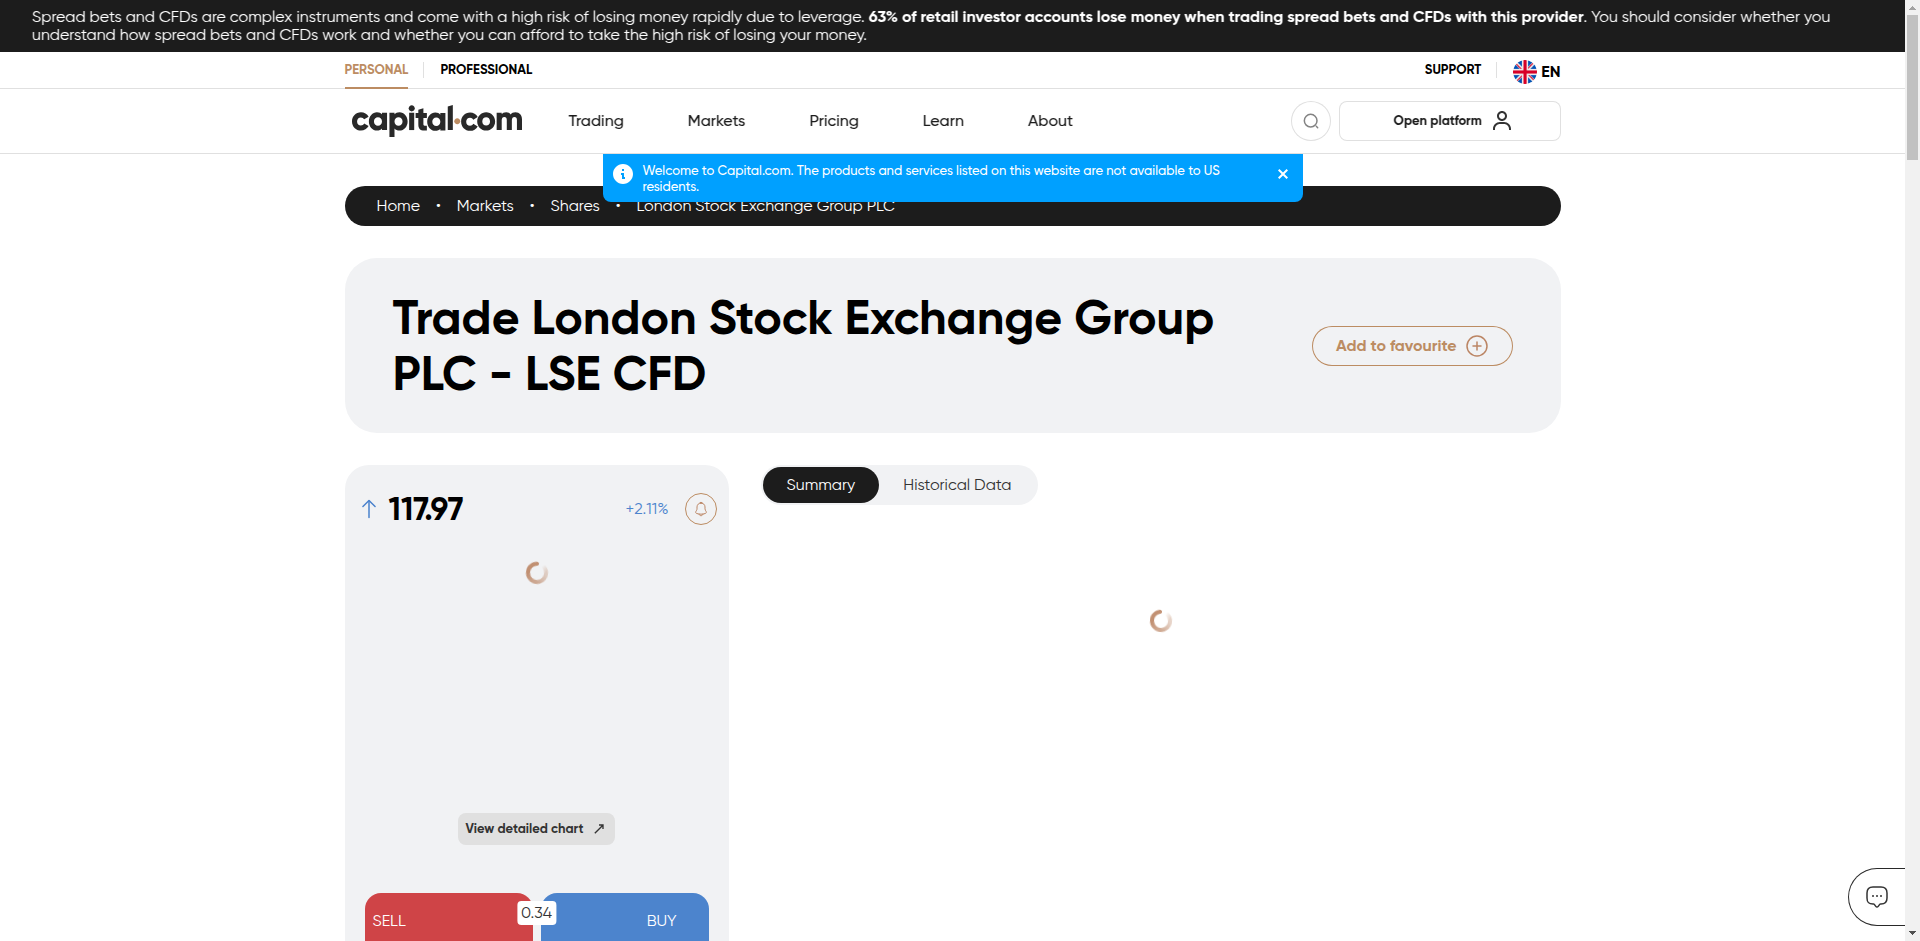 Spread bets and CFDs are complex instruments and come with a high risk of losing money rapidly due to leverage. 63% of retail investor accounts lose money when trading spread bets and CFDs with this provider. You should consider whether you
understand how spread bets and CFDs work and whether you can afford to take the high risk of losing your money.
PERSONAL PROFESSIONAL SUPPORT EN
capital.com Trading Markets Pricing Learn About Open platform
Welcome to Capital.com. The products and services listed on this website are not available to US
residents.
Home • Markets • Shares • London Stock Exchange Group PLC
Trade London Stock Exchange Group
PLC - LSE CFD
Add to favourite
117.97 +2.11%
Summary Historical Data
View detailed chart
SELL 0.34 BUY